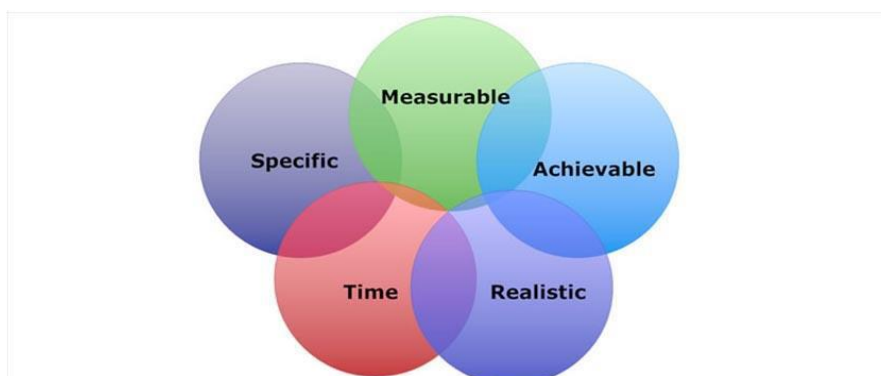 Measurable
Specific
Achievable
Time
Realistic